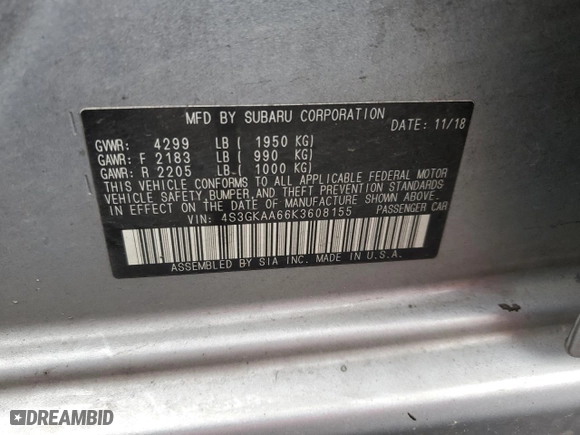 MFD BY SUBARU CORPORATION
DATE: 11/18
GVWR: 4299 LB( 1950 KG)
GAWR: F 2183 LB( 990 KG)
GAWR: R 2205 LB( 1000 KG)
THIS VEHICLE CONFORMS TO ALL APPLICABLE FEDERAL MOTOR
VEHICLE SAFETY, BUMPER, AND THEFT PREVENTION STANDARDS
IN EFFECT ON THE DATE OF MANUFACTURE SHOWN ABOVE.
VIN: 4S3GKAA66K3608155 PASSENGER CAR
ASSEMBLED BY SIA INC. MADE IN U.S.A.
DREAMBID